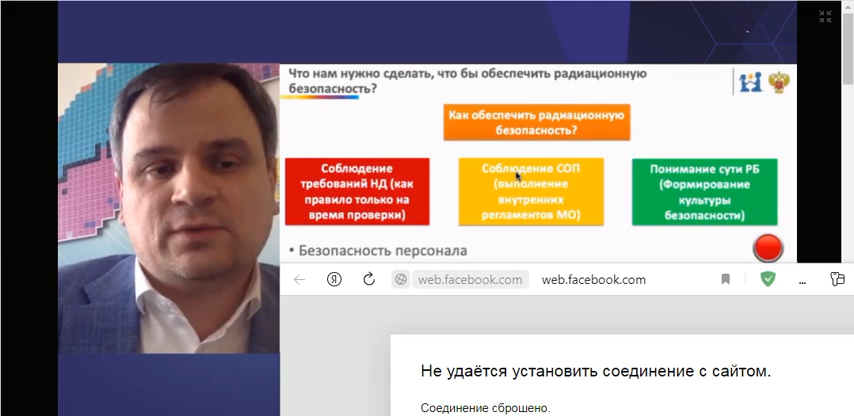 Что нам нужно сделать, что бы обеспечить радиационную
безопасность?
Как обеспечить радиационную
безопасность?
Соблюдение
требований НД (как
правило только на
время проверки)
Соблюдение СОП
(выполнение
внутренних
регламентов МО)
Понимание сути РБ
(Формирование
культуры
безопасности)
• Безопасность персонала
web.facebook.com web.facebook.com
Не удаётся установить соединение с сайтом.
Соединение сброшено.